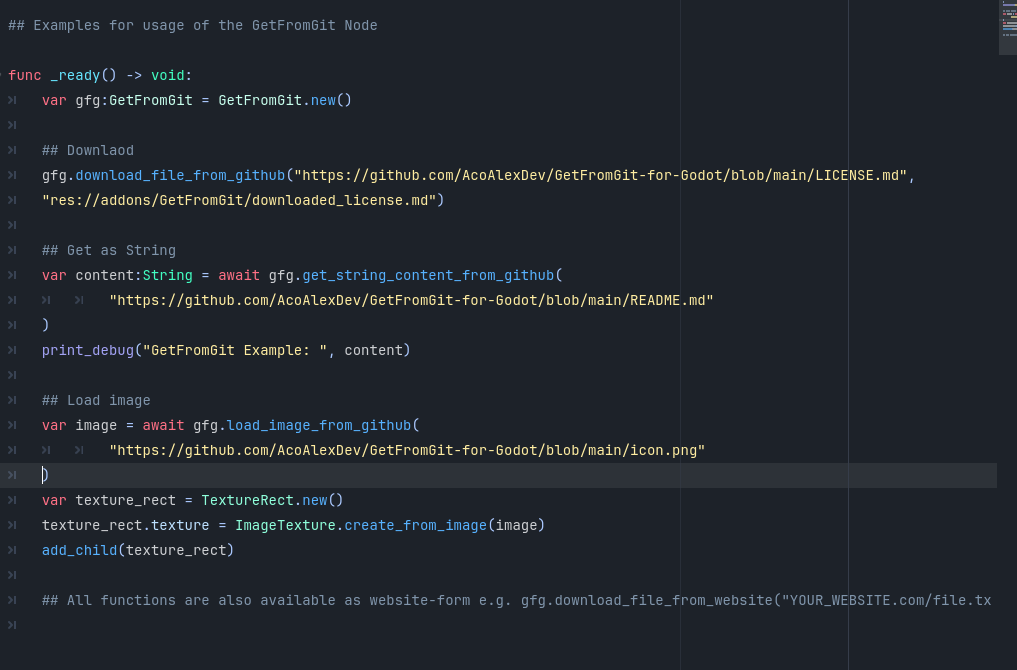 ## Examples for usage of the GetFromGit Node
func _ready() -> void:
var gfg:GetFromGit = GetFromGit.new()
## Downlaod
gfg.download_file_from_github("https://github.com/AcoAlexDev/GetFromGit-for-Godot/blob/main/LICENSE.md",
"res://addons/GetFromGit/downloaded_license.md")
## Get as String
var content:String = await gfg.get_string_content_from_github(
"https://github.com/AcoAlexDev/GetFromGit-for-Godot/blob/main/README.md"
)
print_debug("GetFromGit Example: ", content)
## Load image
var image = await gfg.load_image_from_github(
"https://github.com/AcoAlexDev/GetFromGit-for-Godot/blob/main/icon.png"
)
var texture_rect = TextureRect.new()
texture_rect.texture = ImageTexture.create_from_image(image)
add_child(texture_rect)
## All functions are also available as website-form e.g. gfg.download_file_from_website("YOUR_WEBSITE.com/file.tx